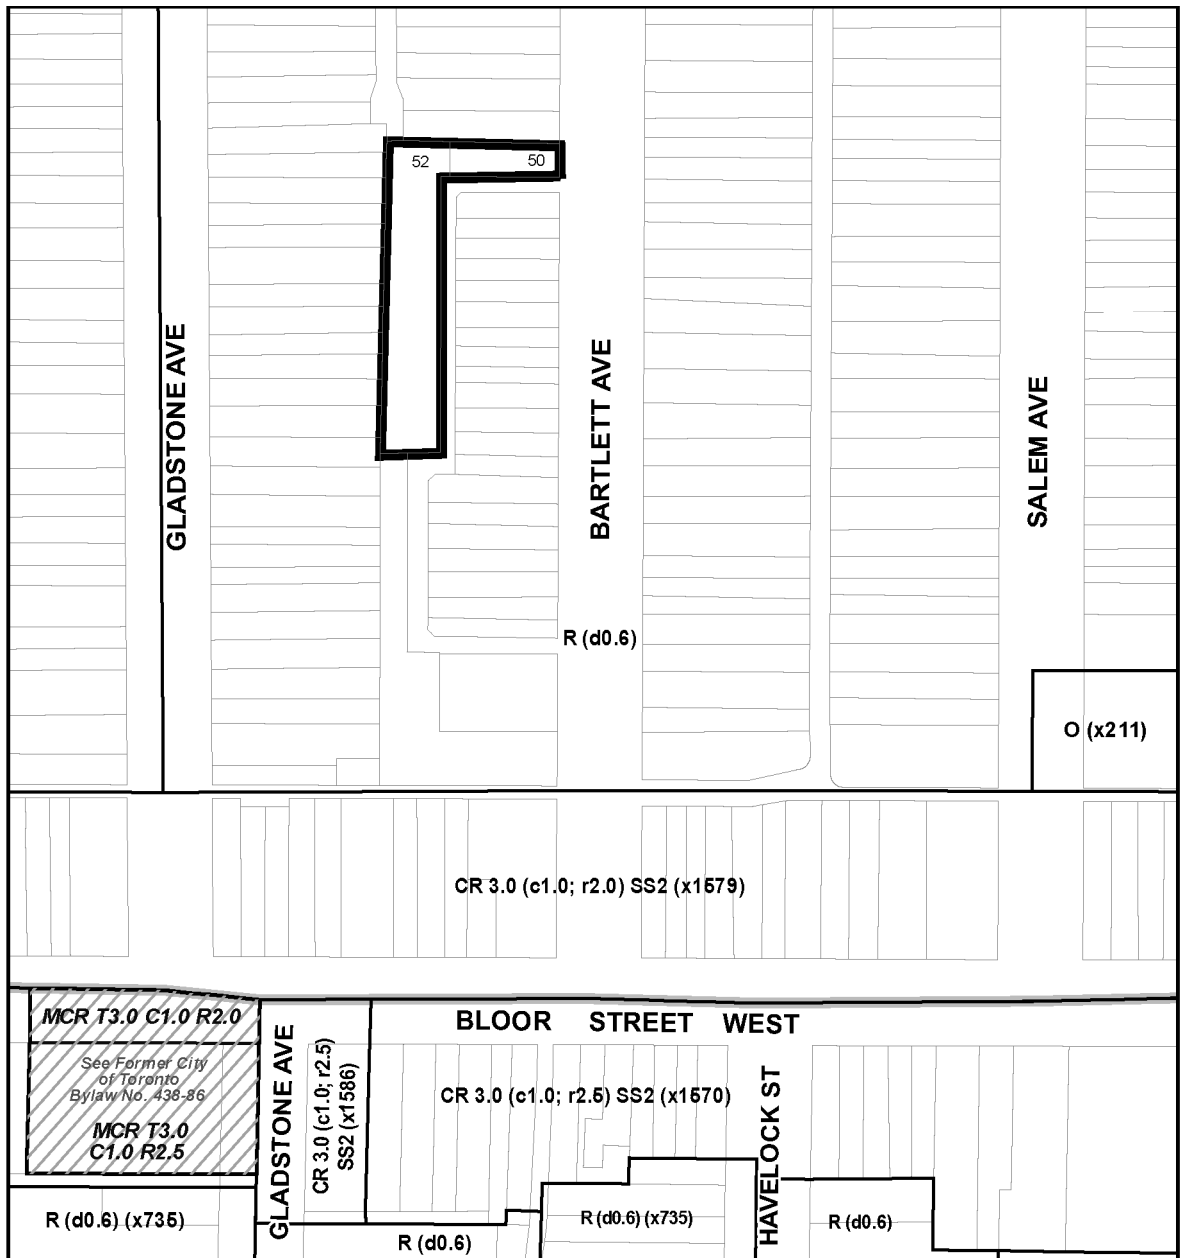 52
50
GLADSTONE AVE
BARTLETT AVE
SALEM AVE
R (d0.6)
O (x211)
CR 3.0 (c1.0; r2.0) SS2 (x1579)
MCR T3.0 C1.0 R2.0
BLOOR STREET WEST
See Former City
of Toronto
Bylaw No. 438-86
MCR T3.0
C1.0 R2.5
GLADSTONE AVE
CR 3.0 (c1.0; r2.5)
SS2 (x1586)
CR 3.0 (c1.0; r2.5) SS2 (x1570)
HAVELOCK ST
R (d0.6) (x735)
R (d0.6)
R (d0.6) (x735)
R (d0.6)